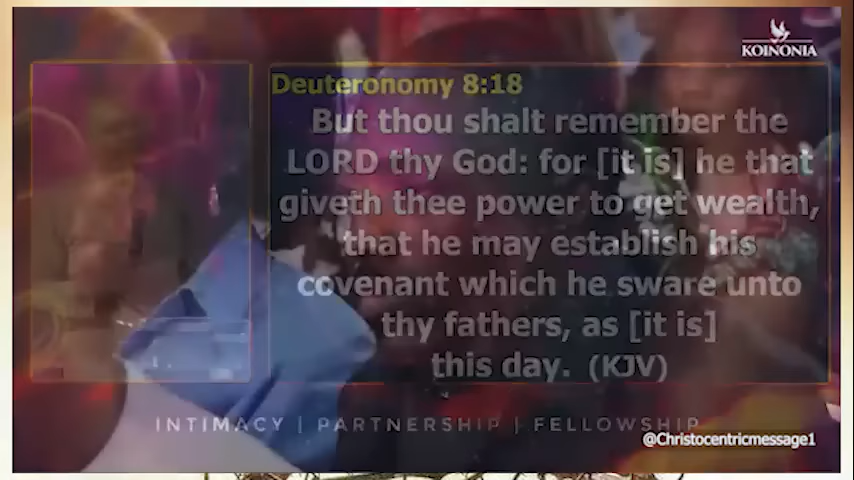 KOINONIA
Deuteronomy 8:18
But thou shalt remember the
LORD thy God: for [it is] he that
giveth thee power to get wealth,
that he may establish his
covenant which he sware unto
thy fathers, as [it is]
this day. (KJV)
INTIMACY | PARTNERSHIP | FELLOWSHIP
@Christocentricmessage1